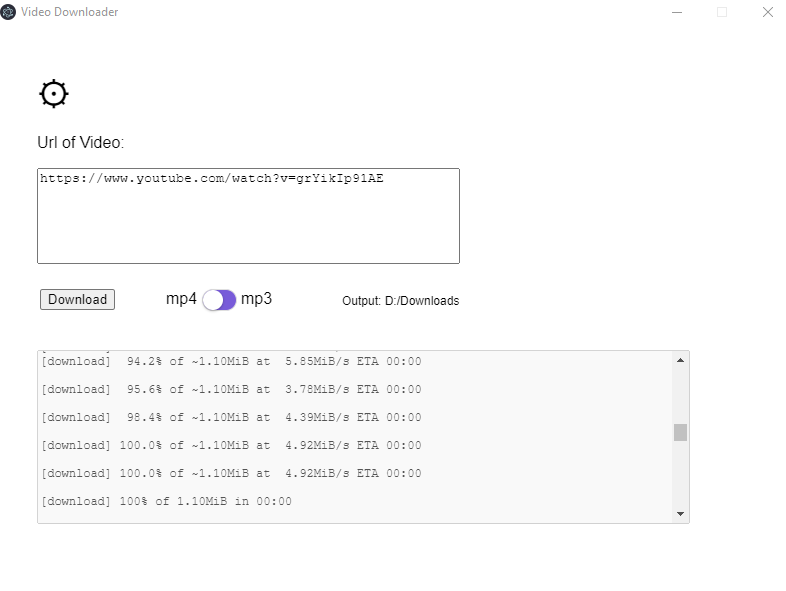 Video Downloader
Url of Video:
https://www.youtube.com/watch?v=grYikIp91AE
Download mp4 mp3 Output: D:/Downloads
[download]  94.2% of ~1.10MiB at  5.85MiB/s ETA 00:00
[download]  95.6% of ~1.10MiB at  3.78MiB/s ETA 00:00
[download]  98.4% of ~1.10MiB at  4.39MiB/s ETA 00:00
[download] 100.0% of ~1.10MiB at  4.92MiB/s ETA 00:00
[download] 100.0% of ~1.10MiB at  4.92MiB/s ETA 00:00
[download] 100% of 1.10MiB in 00:00